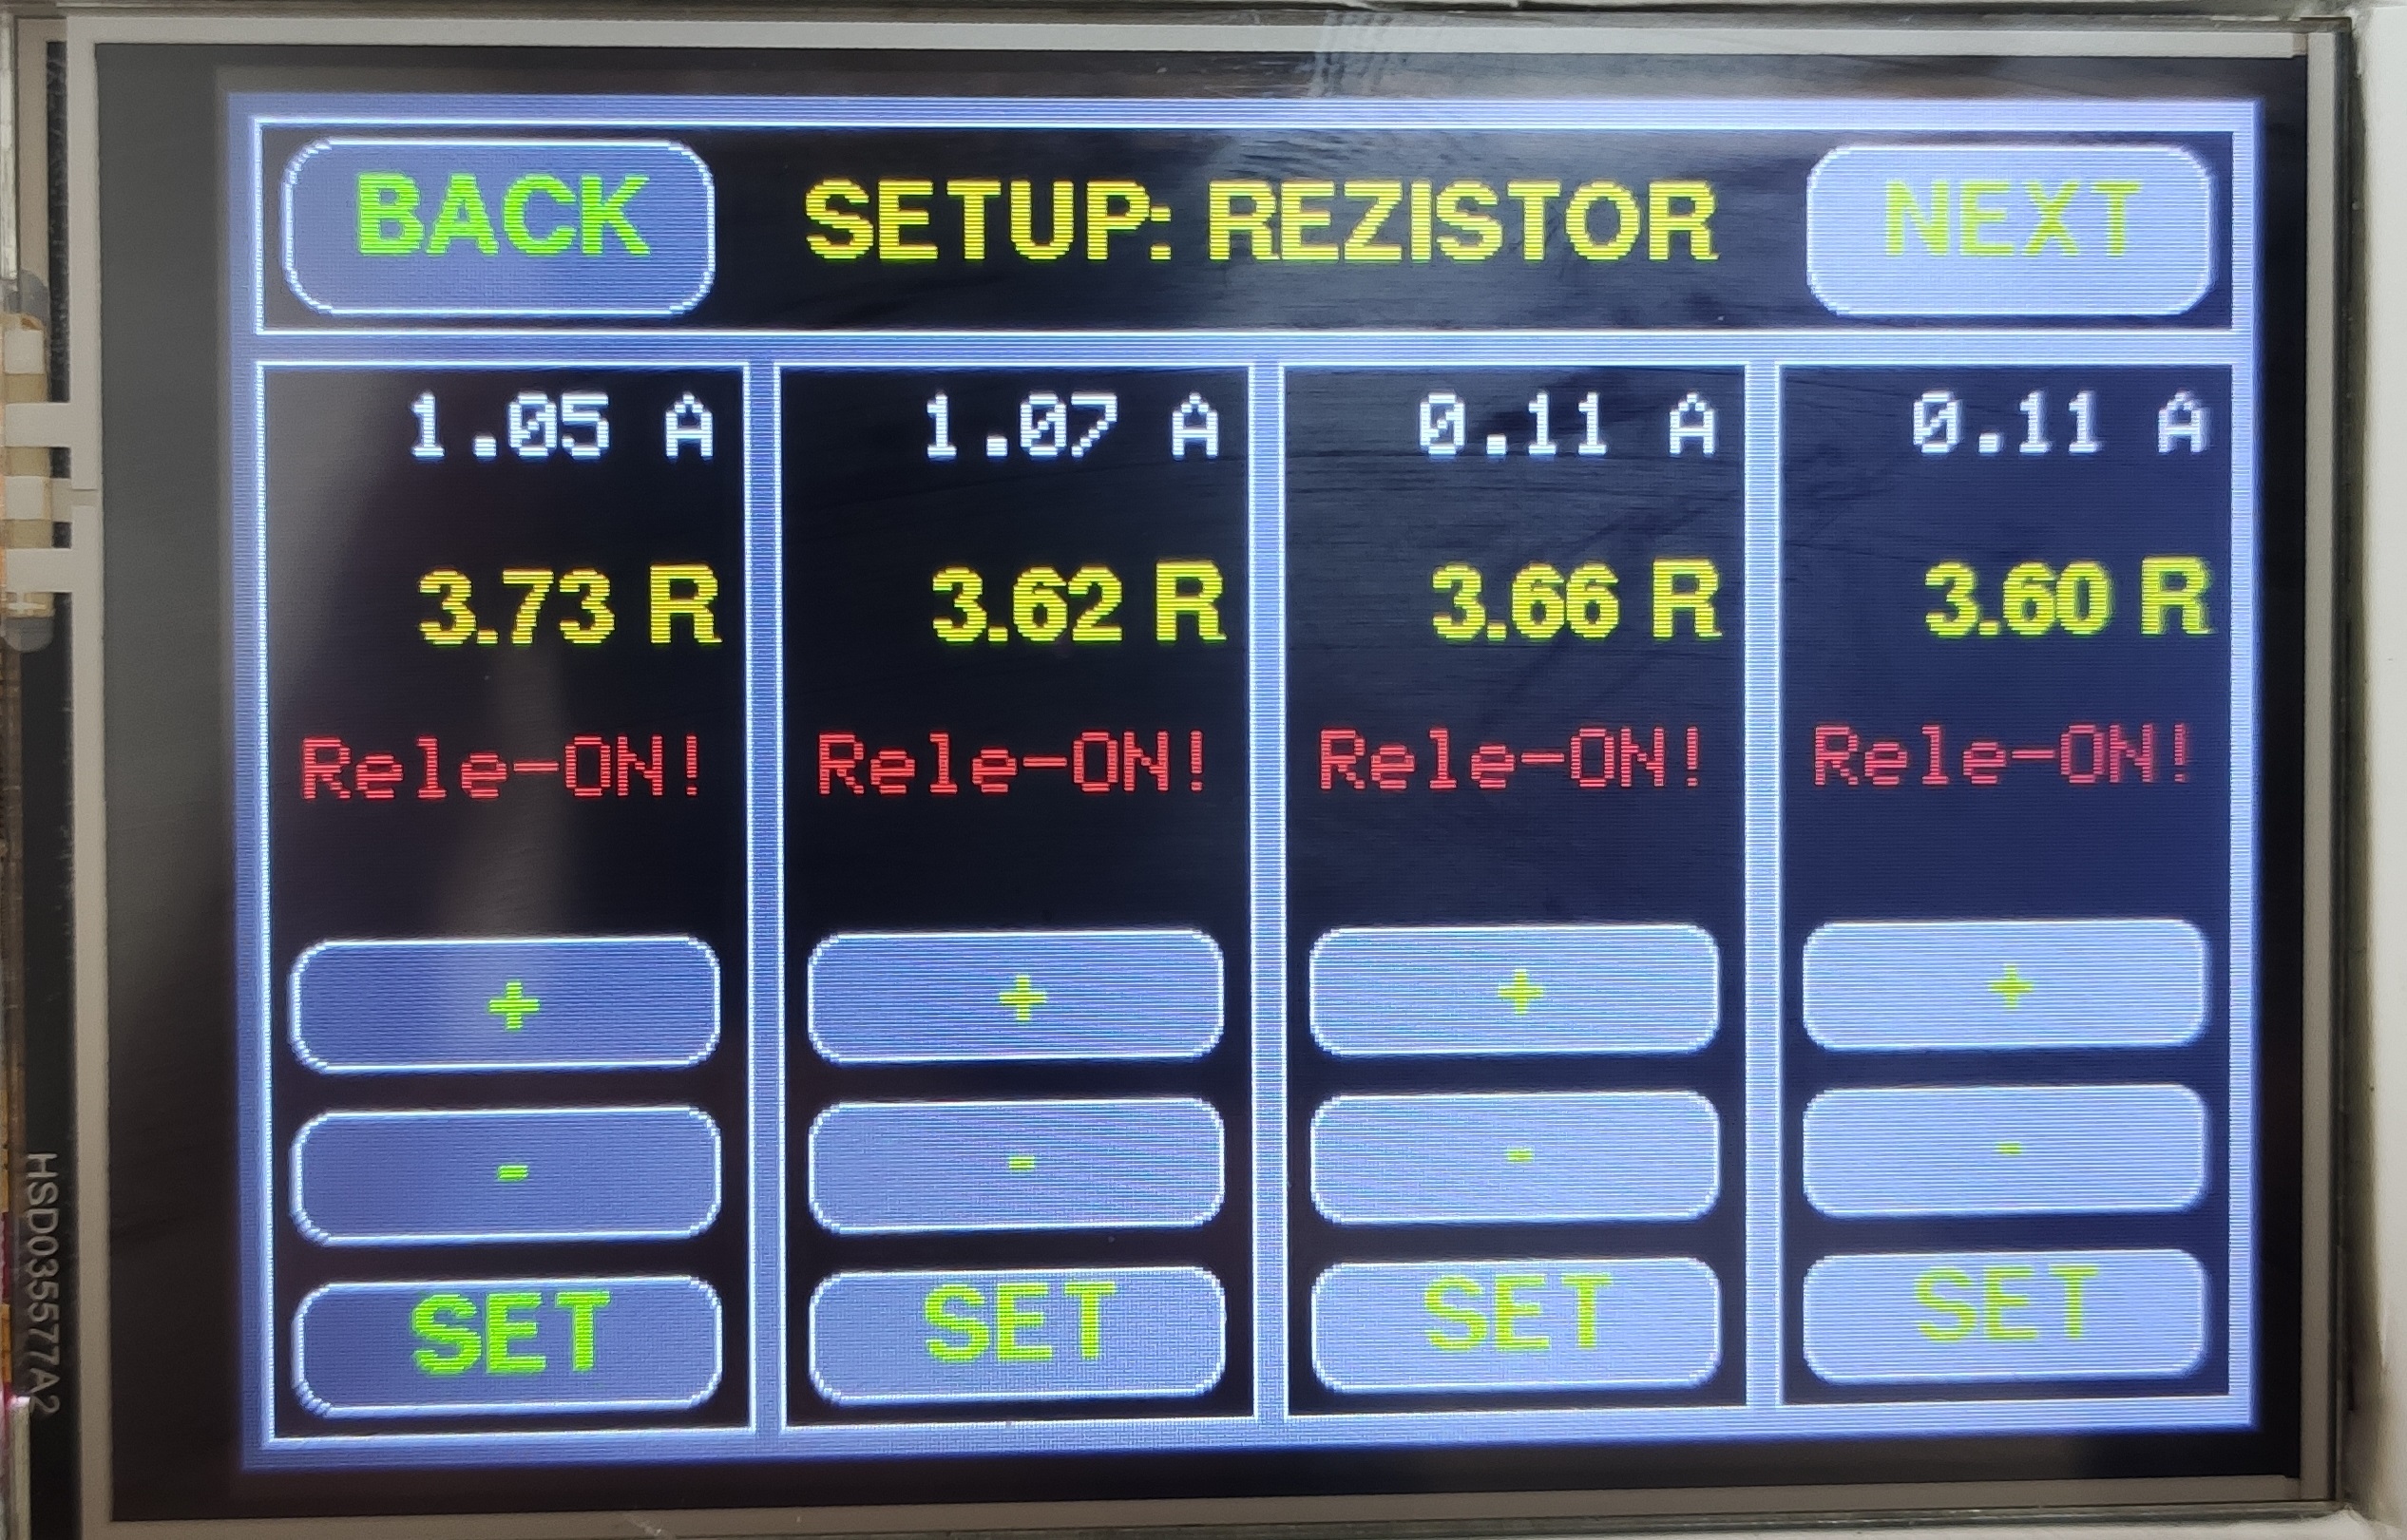 BACK SETUP: REZISTOR NEXT
1.05 A 1.07 A 0.11 A 0.11 A
3.73 R 3.62 R 3.66 R 3.60 R
Rele-ON! Rele-ON! Rele-ON! Rele-ON!
+ + + +
- - - -
SET SET SET SET
HSD035577A2